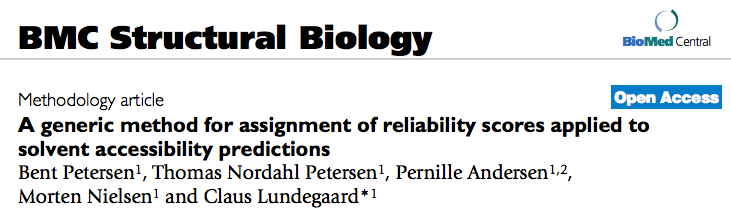 BMC Structural Biology
BioMed Central
Methodology article
Open Access
A generic method for assignment of reliability scores applied to
solvent accessibility predictions
Bent Petersen1, Thomas Nordahl Petersen1, Pernille Andersen1,2,
Morten Nielsen1 and Claus Lundegaard*1